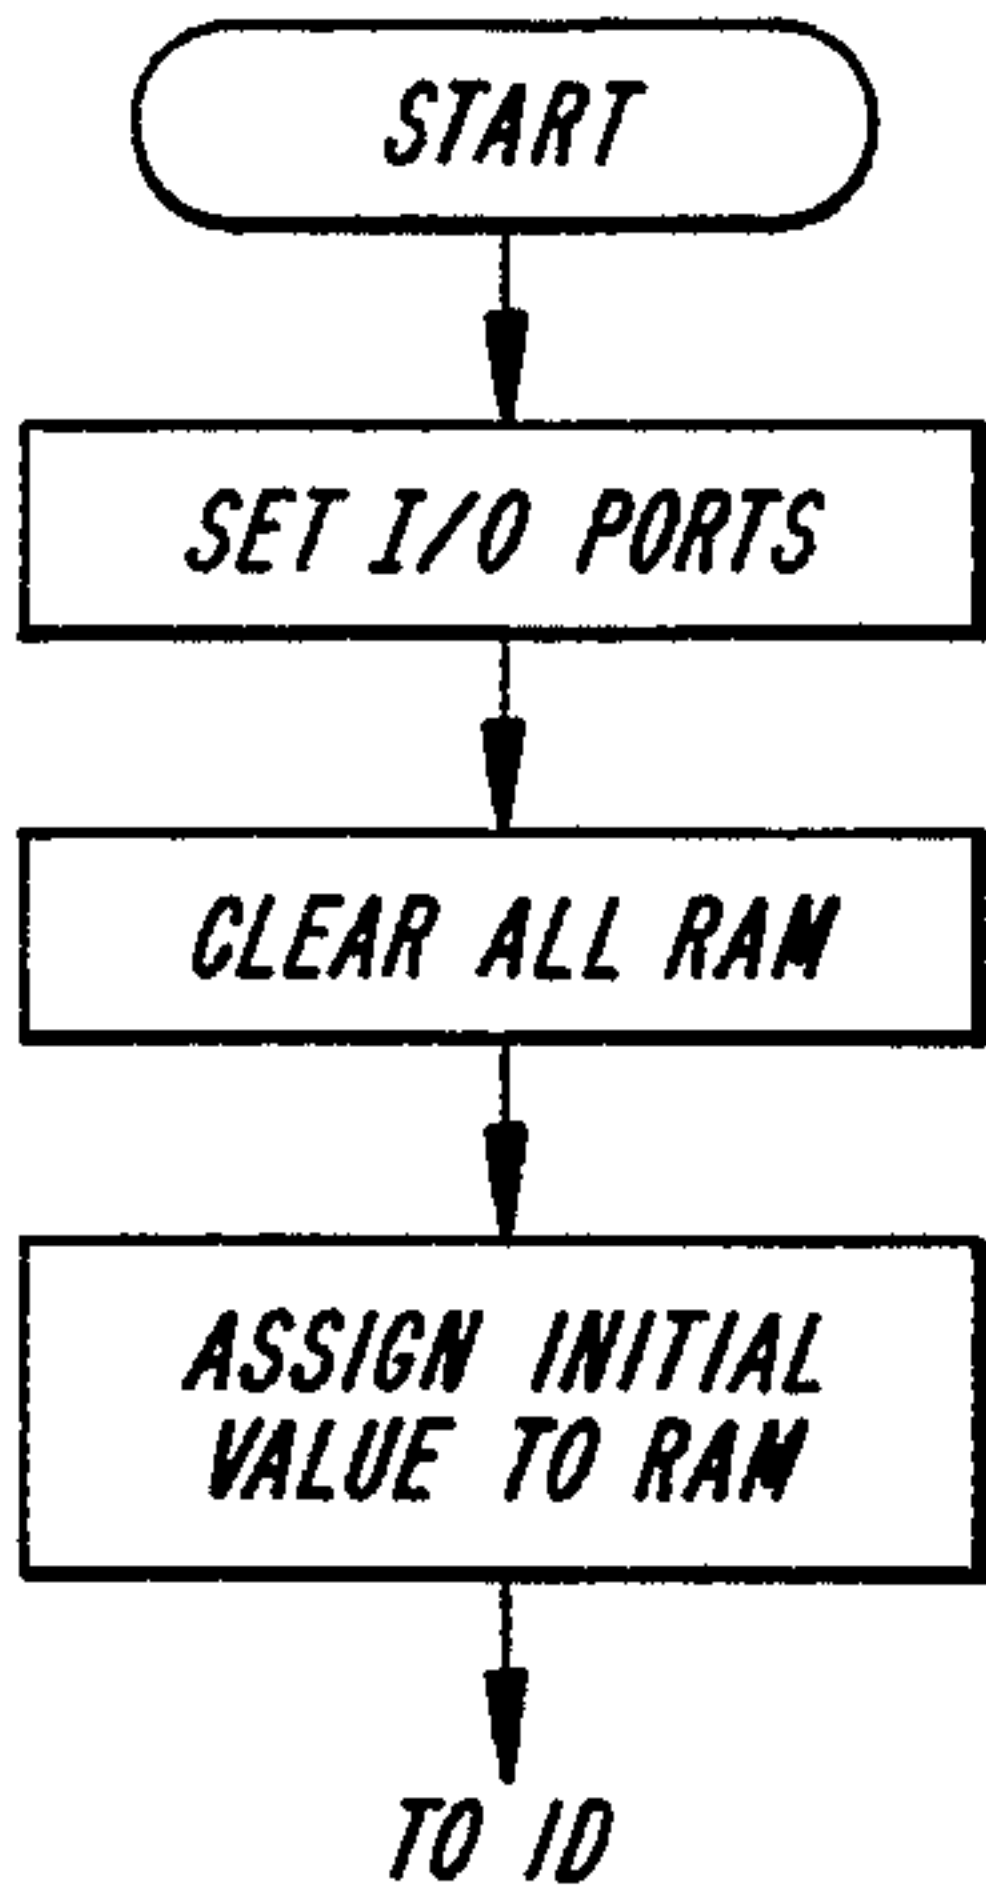 START
SET I/O PORTS
CLEAR ALL RAM
ASSIGN INITIAL
VALUE TO RAM
TO ID